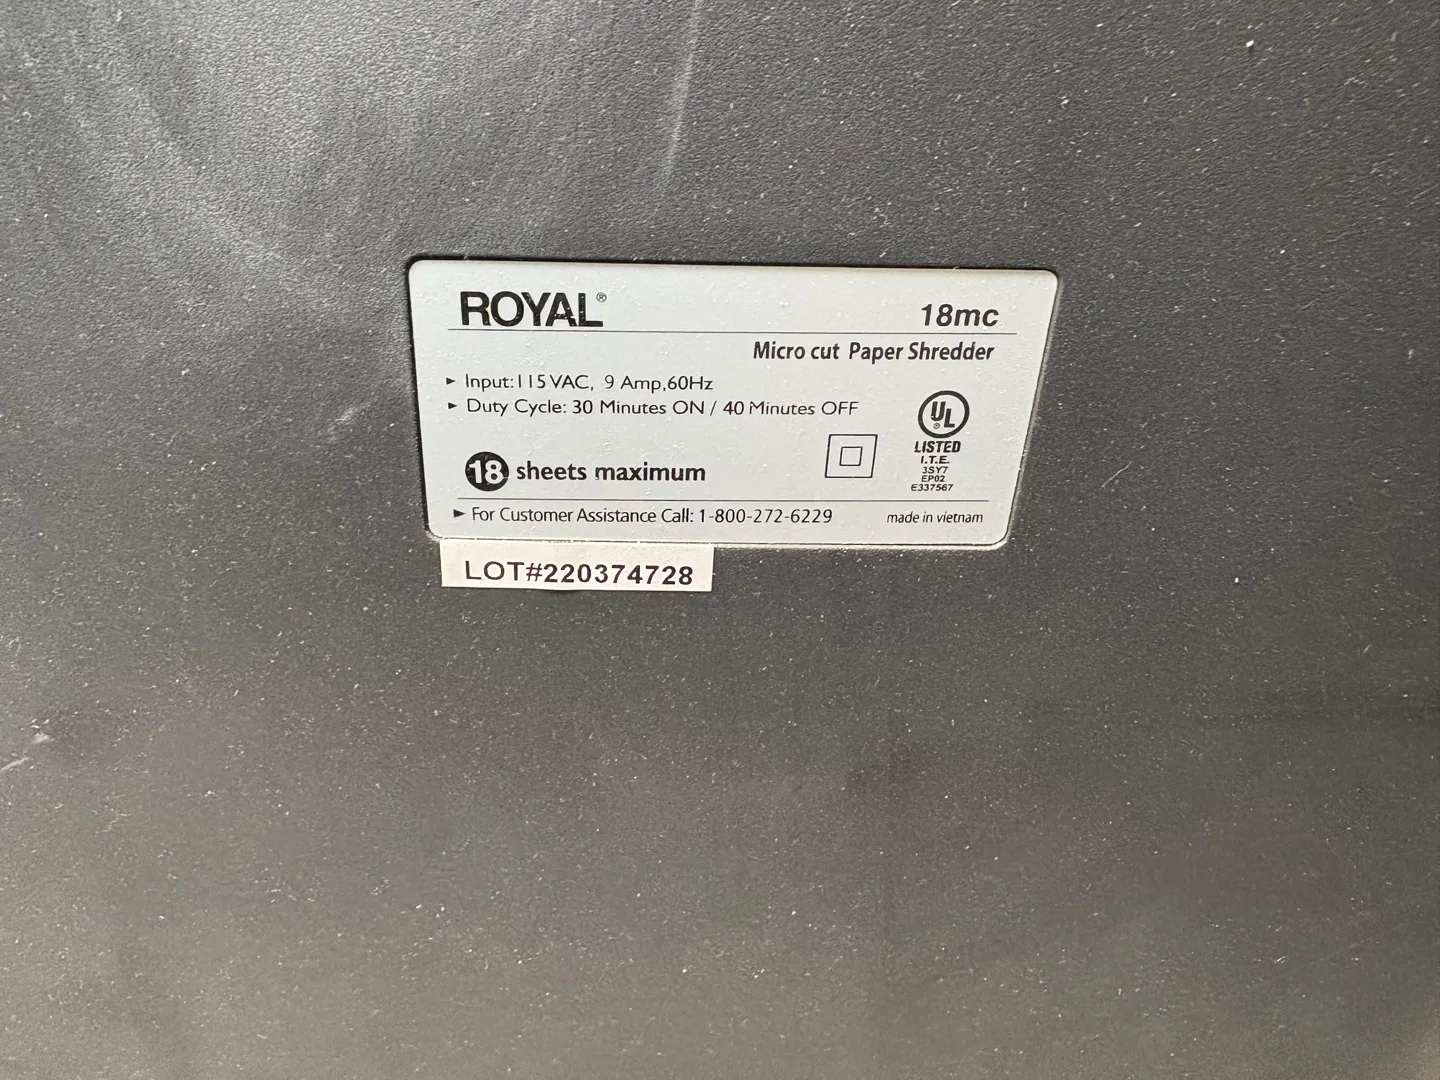 ROYAL®
18mc
Micro cut Paper Shredder
► Input:115 VAC, 9 Amp,60Hz
► Duty Cycle: 30 Minutes ON / 40 Minutes OFF
UL
®
LISTED
I.T.E.
3SY7
EP02
E337567
18 sheets maximum
► For Customer Assistance Call: 1-800-272-6229
made in vietnam
LOT#220374728